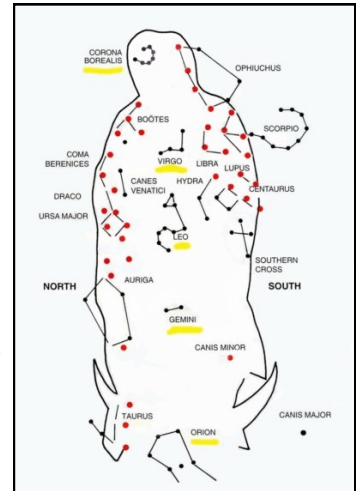 CORONA
BOREALIS
OPHIUCHUS
BOÖTES
SCORPIO
COMA
BERENICES
VIRGO
LIBRA
LUPUS
CANES
VENATICI
HYDRA
CENTAURUS
DRACO
URSA MAJOR
LEO
SOUTHERN
CROSS
AURIGA
NORTH
SOUTH
GEMINI
CANIS MINOR
TAURUS
ORION
CANIS MAJOR